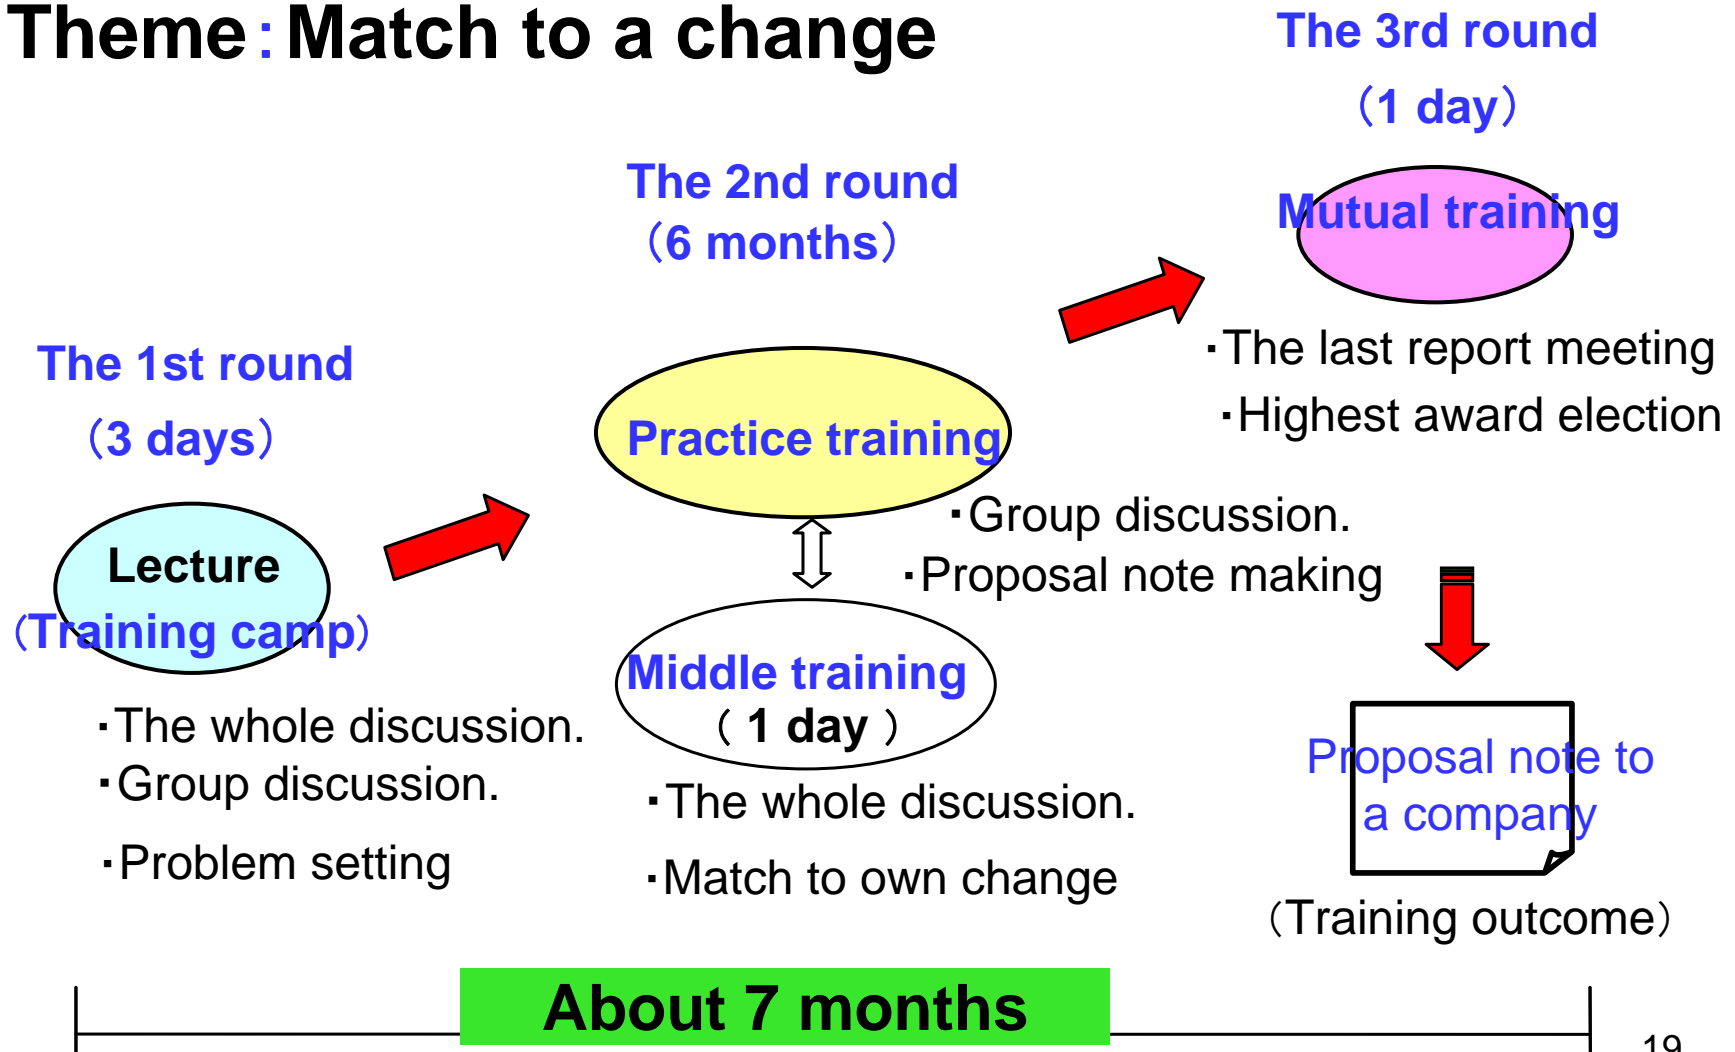 Theme：Match to a change
The 3rd round
（1 day）
Mutual training
・The last report meeting
・Highest award election
The 2nd round
（6 months）
Practice training
・Group discussion.
・Proposal note making
Middle training
（ 1 day ）
・The whole discussion.
・Match to own change
The 1st round
（3 days）
Lecture
（Training camp）
・The whole discussion.
・Group discussion.
・Problem setting
Proposal note to
a company
（Training outcome）
About 7 months
19